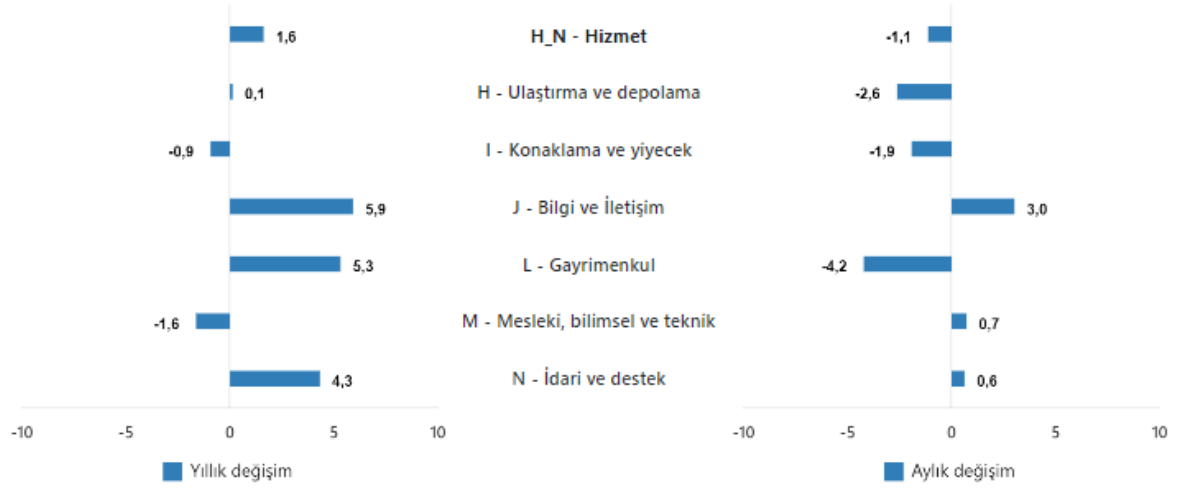 1,6 H_N - Hizmet -1,1
0,1 H - Ulaştırma ve depolama -2,6
-0,9 I - Konaklama ve yiyecek -1,9
5,9 J - Bilgi ve İletişim 3,0
5,3 L - Gayrimenkul -4,2
-1,6 M - Mesleki, bilimsel ve teknik 0,7
4,3 N - İdari ve destek 0,6
-10 -5 0 5 10 -10 -5 0 5 10
Yıllık değişim Aylık değişim